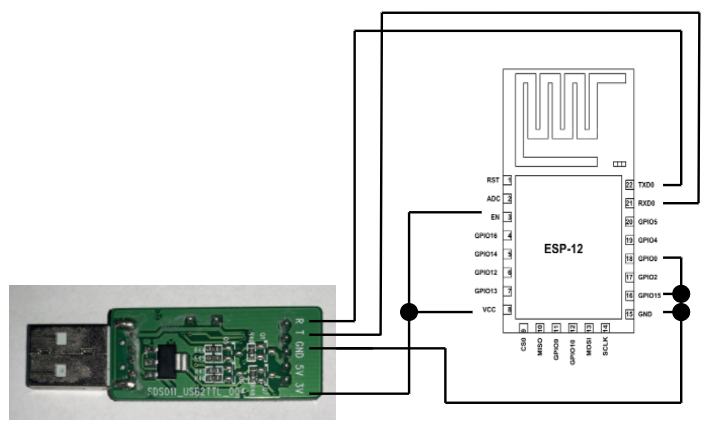 RST 1
ADC 2
EN 3
GPIO16 4
GPIO14 5
GPIO12 6
GPIO13 7
VCC 8
ESP-12
22 TXD0
21 RXD0
20 GPIO5
19 GPIO4
18 GPIO0
17 GPIO2
16 GPIO15
15 GND
9 10 11 12 13 14
CS0 MISO GPIO9 GPIO10 MOSI SCLK
R T GND 5V 3V
SDS011_USB2TTL_004